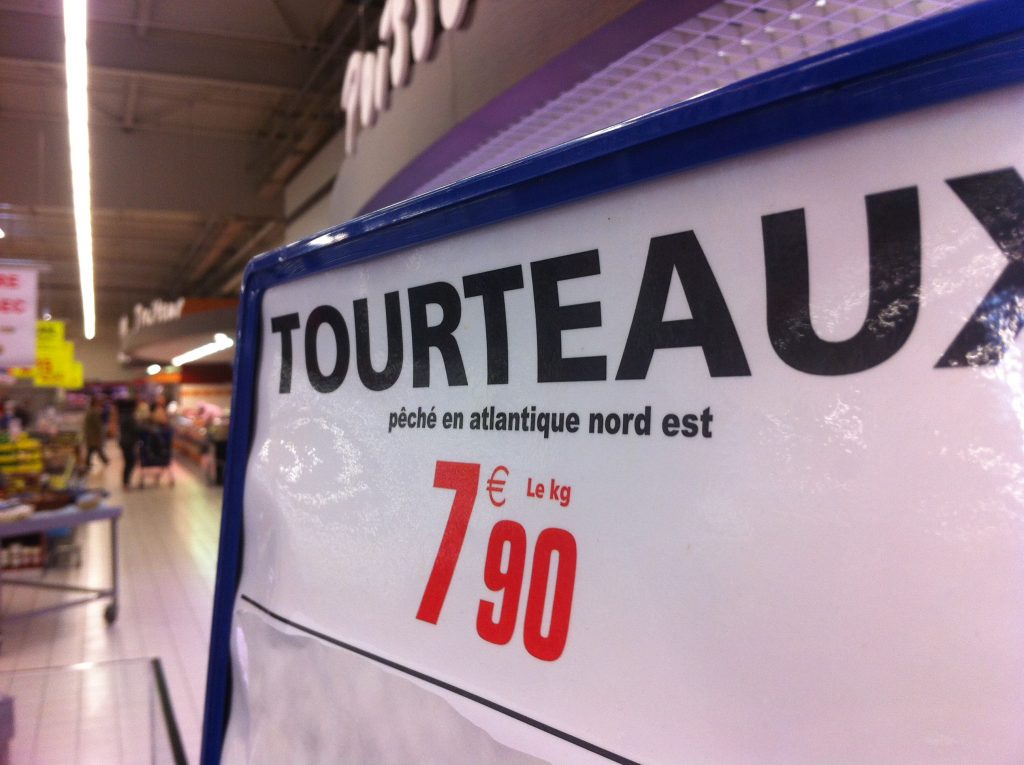 TOURTEAUX
pêché en atlantique nord est
7€90 Le kg